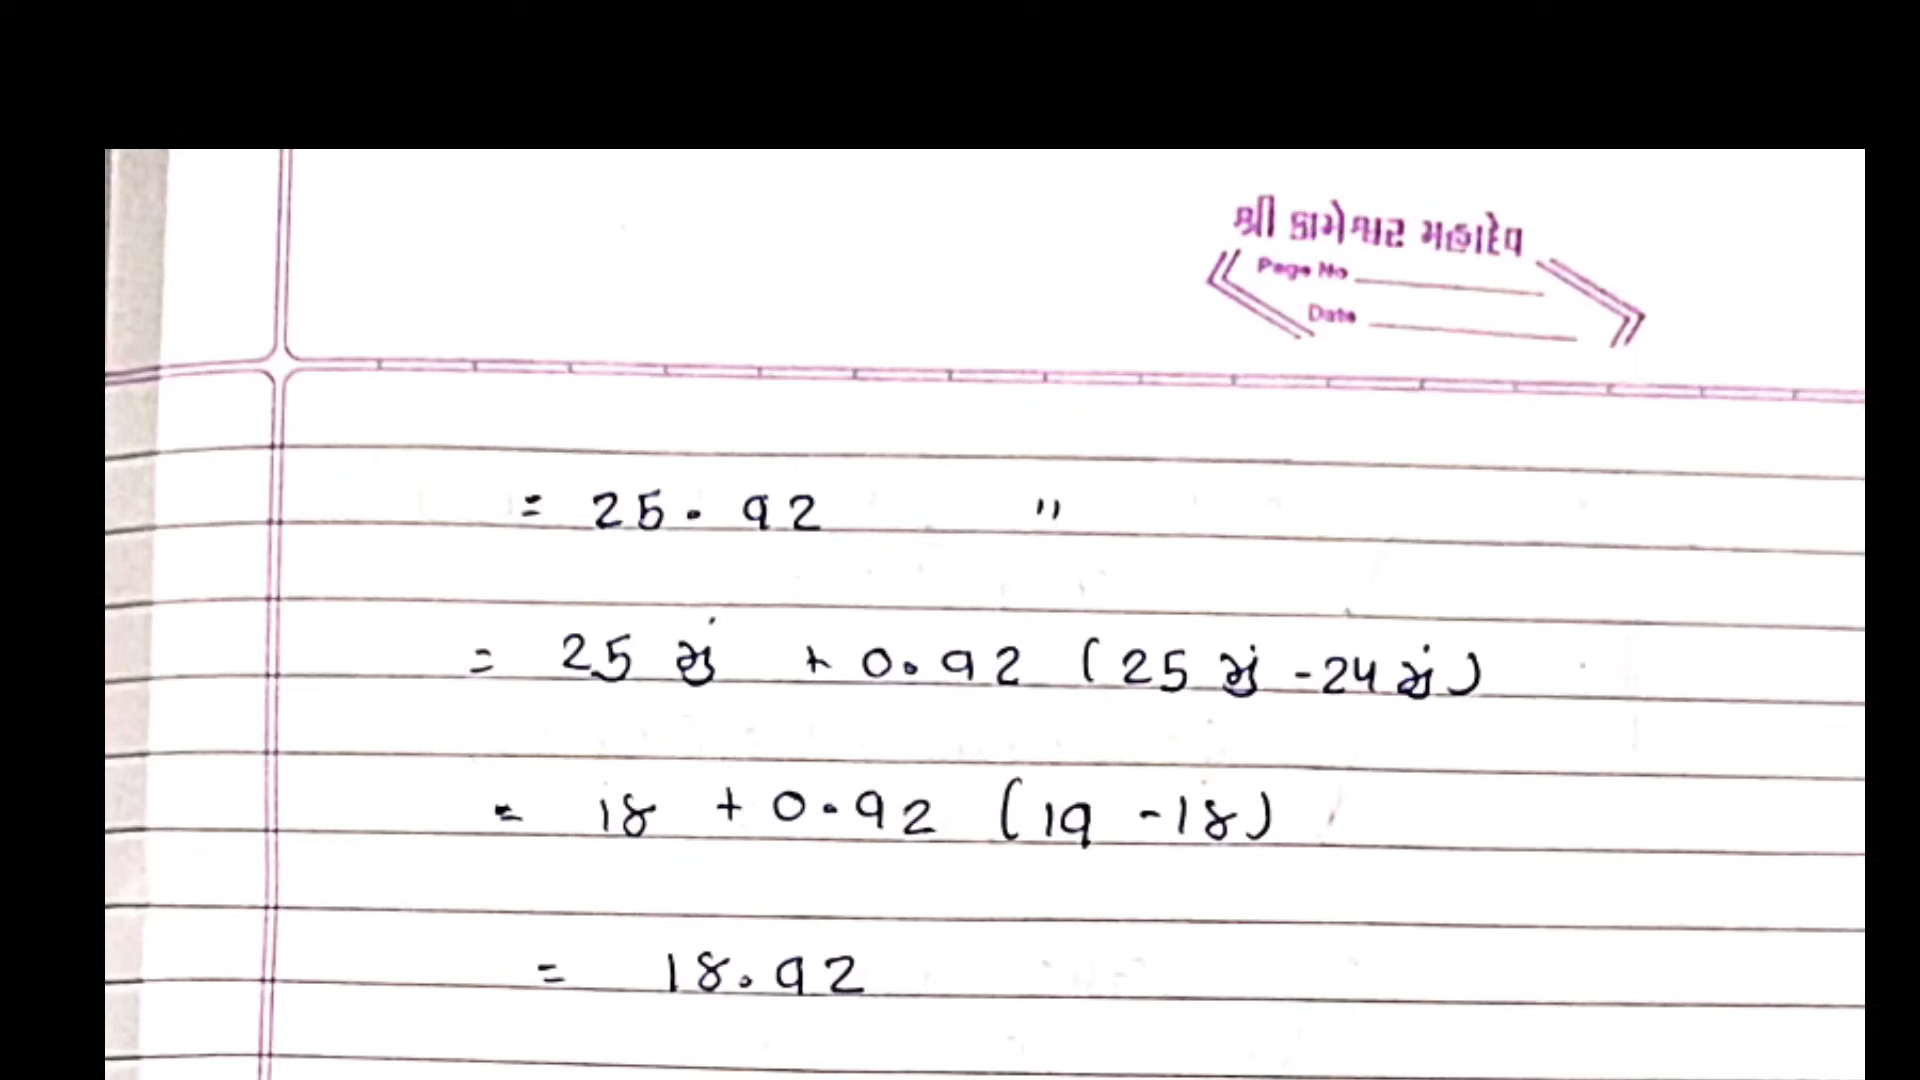 શ્રી કામેશ્વર મહાદેવ
Page No
Date
= 25.92 "
= 25 મું + 0.92 (25 મું - 24 મું)
= 18 + 0.92 (19 - 18)
= 18.92